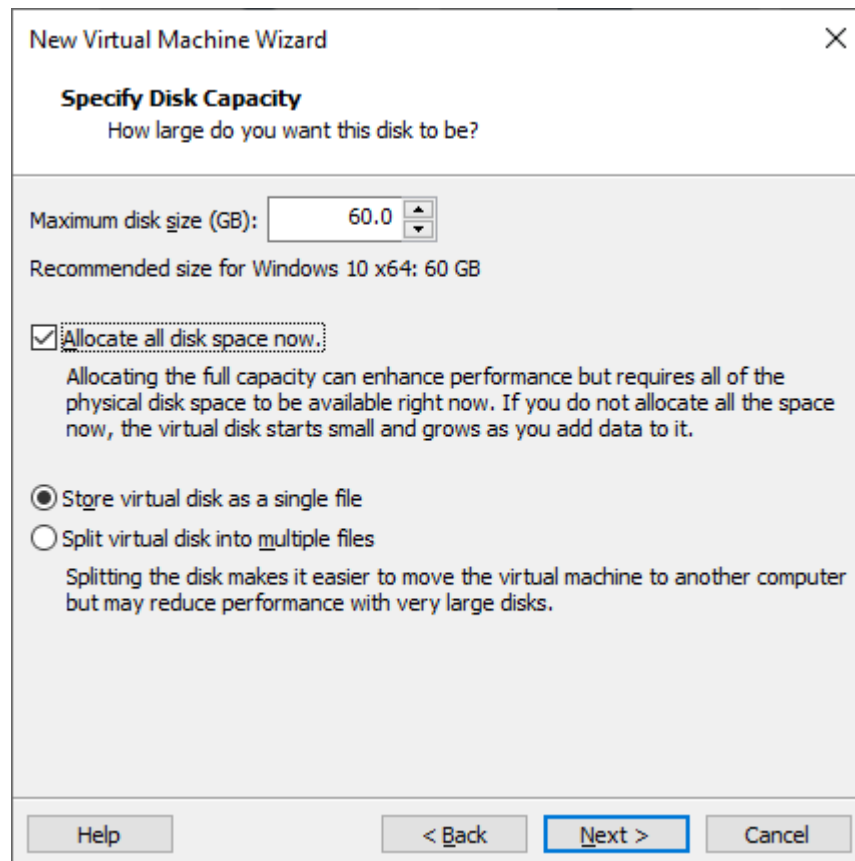 New Virtual Machine Wizard
Specify Disk Capacity
How large do you want this disk to be?
Maximum disk size (GB): 60.0
Recommended size for Windows 10 x64: 60 GB
Allocate all disk space now.
Allocating the full capacity can enhance performance but requires all of the
physical disk space to be available right now. If you do not allocate all the space
now, the virtual disk starts small and grows as you add data to it.
Store virtual disk as a single file
Split virtual disk into multiple files
Splitting the disk makes it easier to move the virtual machine to another computer
but may reduce performance with very large disks.
Help < Back Next > Cancel